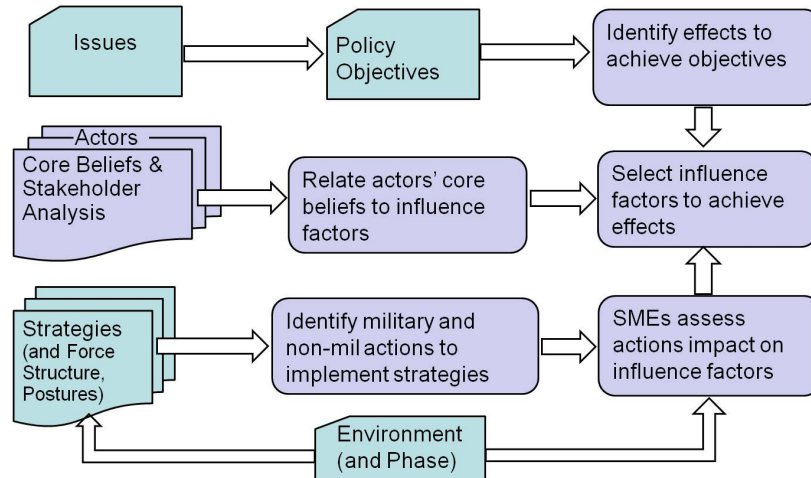 Issues
Policy
Objectives
Identify effects to
achieve objectives
Actors
Core Beliefs &
Stakeholder
Analysis
Relate actors' core
beliefs to influence
factors
Select influence
factors to achieve
effects
Strategies
(and Force
Structure,
Postures)
Identify military and
non-mil actions to
implement strategies
SMEs assess
actions impact on
influence factors
Environment
(and Phase)